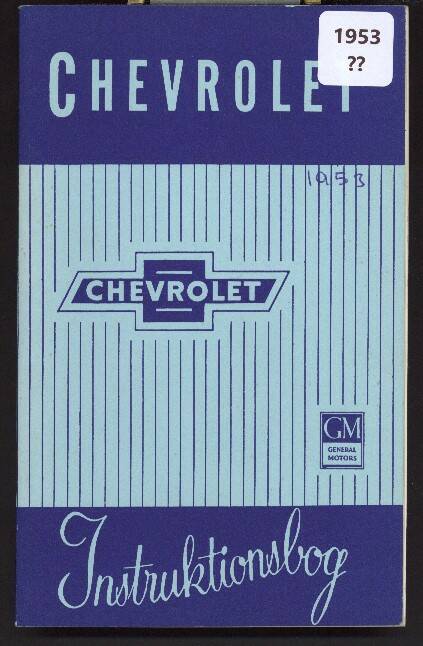 CHEVROLET
1953
??
1953
CHEVROLET
GM
GENERAL
MOTORS
Instruktionsbog